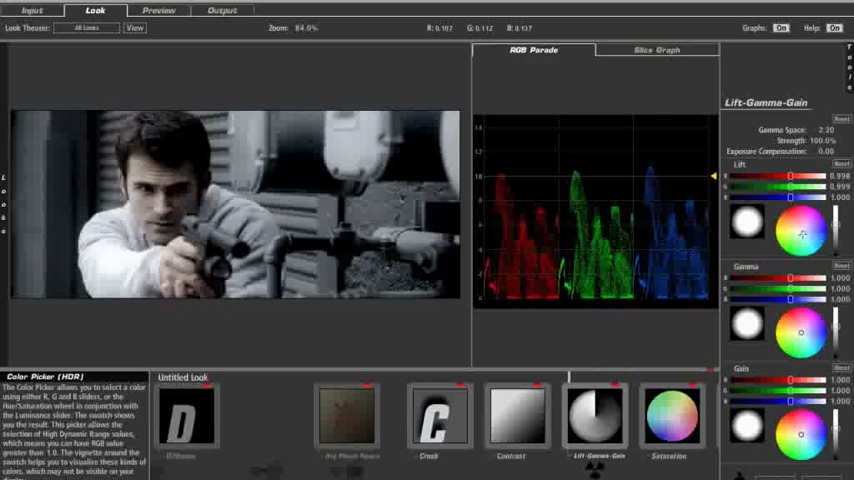 Input Look Preview Output
Look Theater: All Looks View Zoom: 84.0% R: 0.107 G: 0.112 B: 0.137 Graphs: On Help: On
RGB Parade Slice Graph
Tools
Looks
Lift-Gamma-Gain
Reset
Gamma Space: 2.20
Strength: 100.0%
Exposure Compensation: 0.00
Lift Reset
R 0.998
G 0.999
B 1.000
Gamma Reset
R 1.000
G 1.000
B 1.000
Gain Reset
R 1.000
G 1.000
B 1.000
Color Picker (HDR)
The Color Picker allows you to select a color
using either R, G and B sliders, or the
Hue/Saturation wheel in conjunction with
the Luminance slider. The swatch shows
you the result. This picker allows the
selection of High Dynamic Range values,
which means you can have RGB value
greater than 1.0. The vignette around the
swatch helps you to visualize these kinds of
colors, which may not be visible on your
Untitled Look
D
C
Diffusion
Crush
Contrast
Lift-Gamma-Gain
Saturation